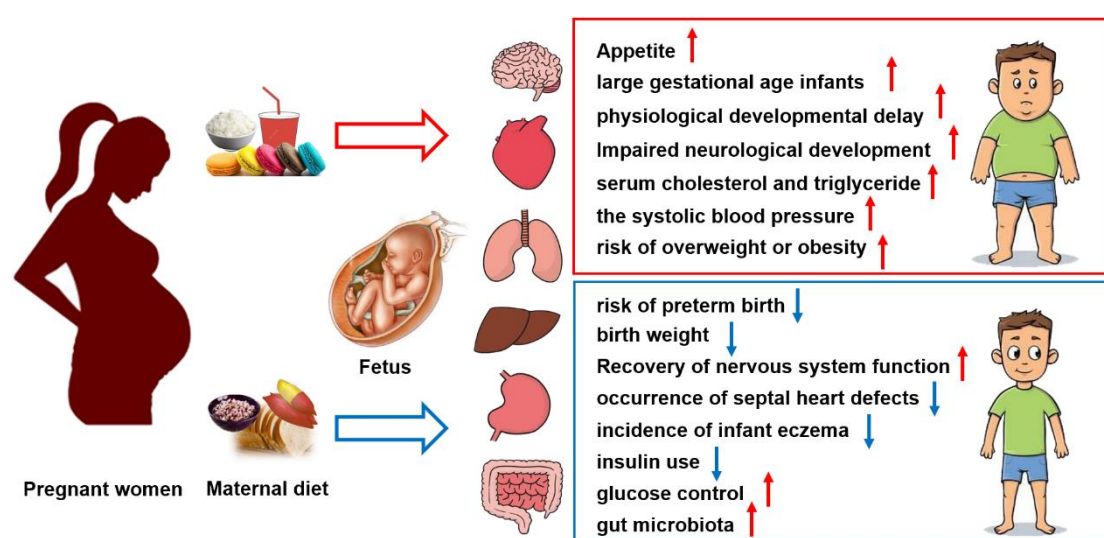 Appetite
large gestational age infants
physiological developmental delay
Impaired neurological development
serum cholesterol and triglyceride
the systolic blood pressure
risk of overweight or obesity
Fetus
risk of preterm birth
birth weight
Recovery of nervous system function
occurrence of septal heart defects
incidence of infant eczema
insulin use
glucose control
gut microbiota
Pregnant women
Maternal diet